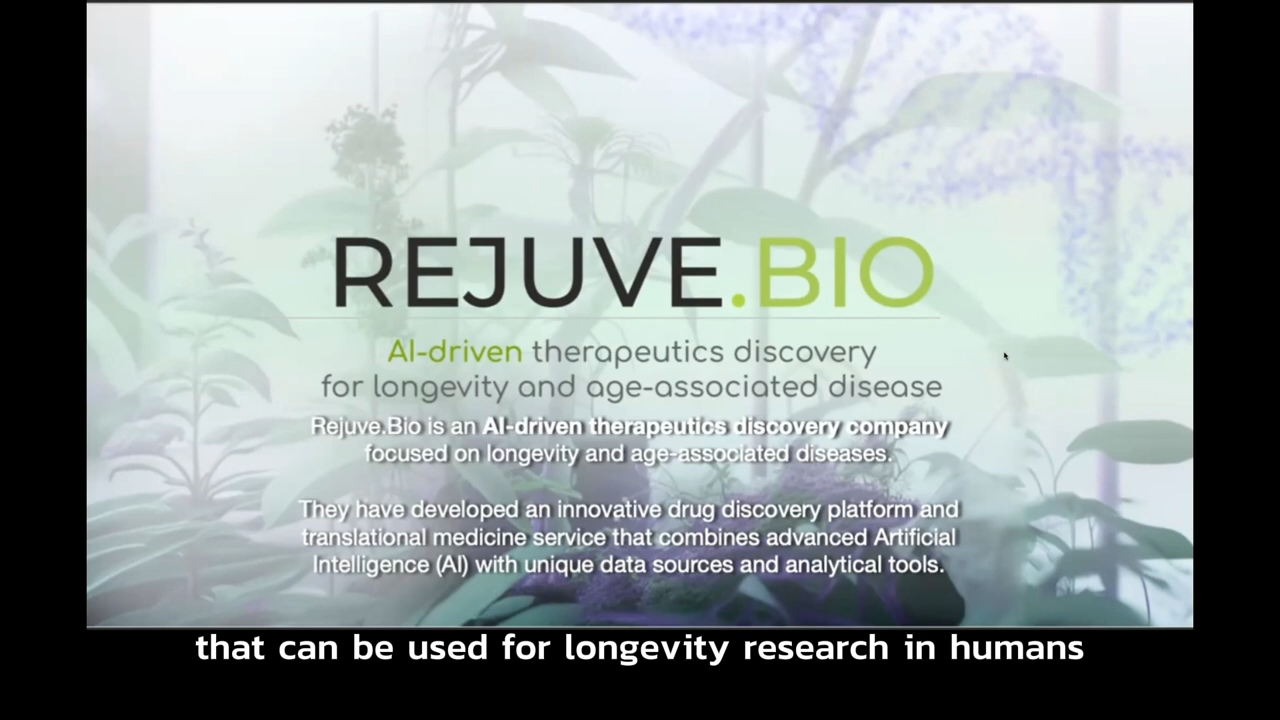 REJUVE.BIO
AI-driven therapeutics discovery
for longevity and age-associated disease
Rejuve.Bio is an AI-driven therapeutics discovery company
focused on longevity and age-associated diseases.
They have developed an innovative drug discovery platform and
translational medicine service that combines advanced Artificial
Intelligence (AI) with unique data sources and analytical tools.
that can be used for longevity research in humans